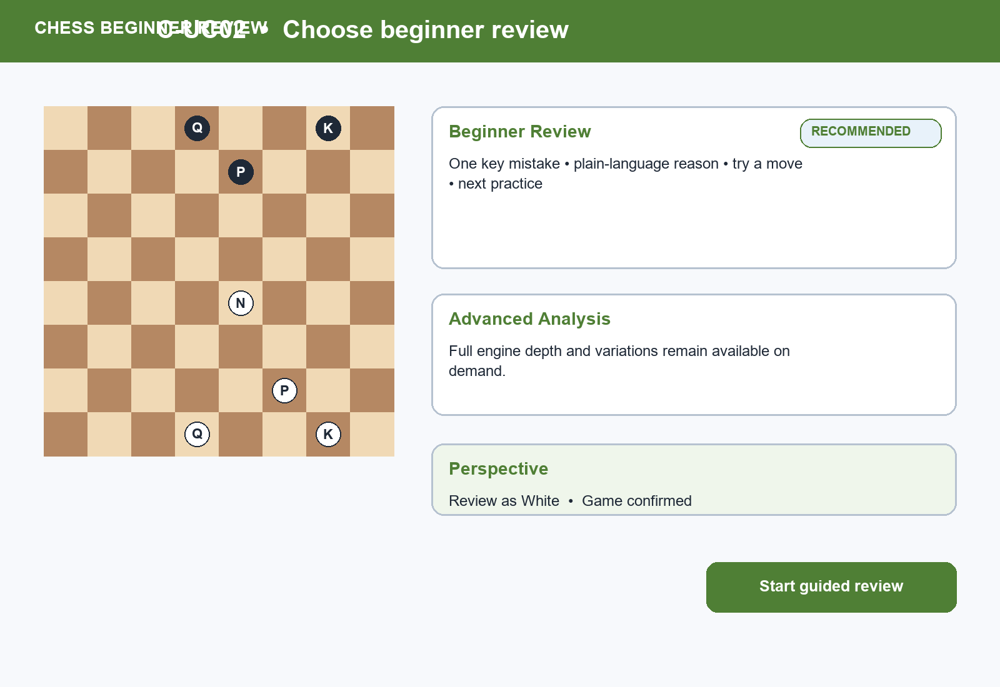 CHESS BEGINNER REVIEW
C-UC02 • Choose beginner review
Q
K
P
N
P
Q
K
Beginner Review
RECOMMENDED
One key mistake • plain-language reason • try a move
• next practice
Advanced Analysis
Full engine depth and variations remain available on
demand.
Perspective
Review as White • Game confirmed
Start guided review